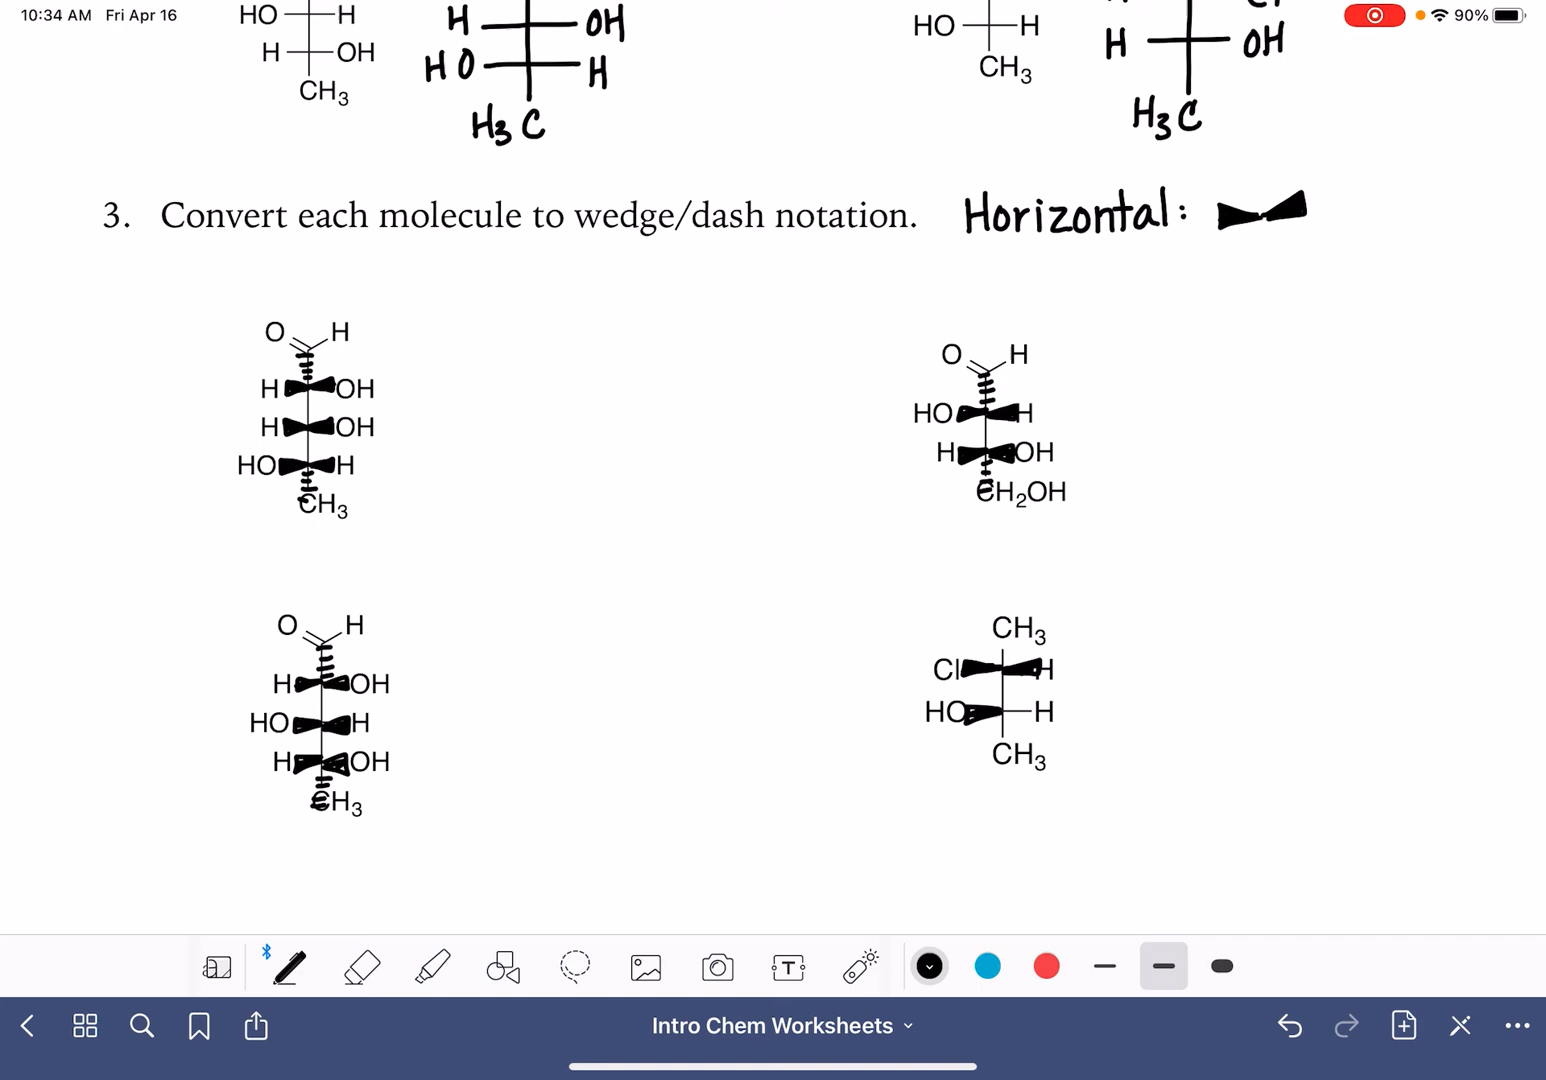 10:34 AM Fri Apr 16
90%
HO H
H OH
CH3
H OH
HO H
H3C
HO H
CH3
H OH
H3C
3. Convert each molecule to wedge/dash notation. Horizontal:
O H
H OH
H OH
HO H
CH3
O H
HO H
H OH
CH2OH
O H
H OH
HO H
H OH
CH3
CH3
Cl H
HO H
CH3
a
T
Intro Chem Worksheets